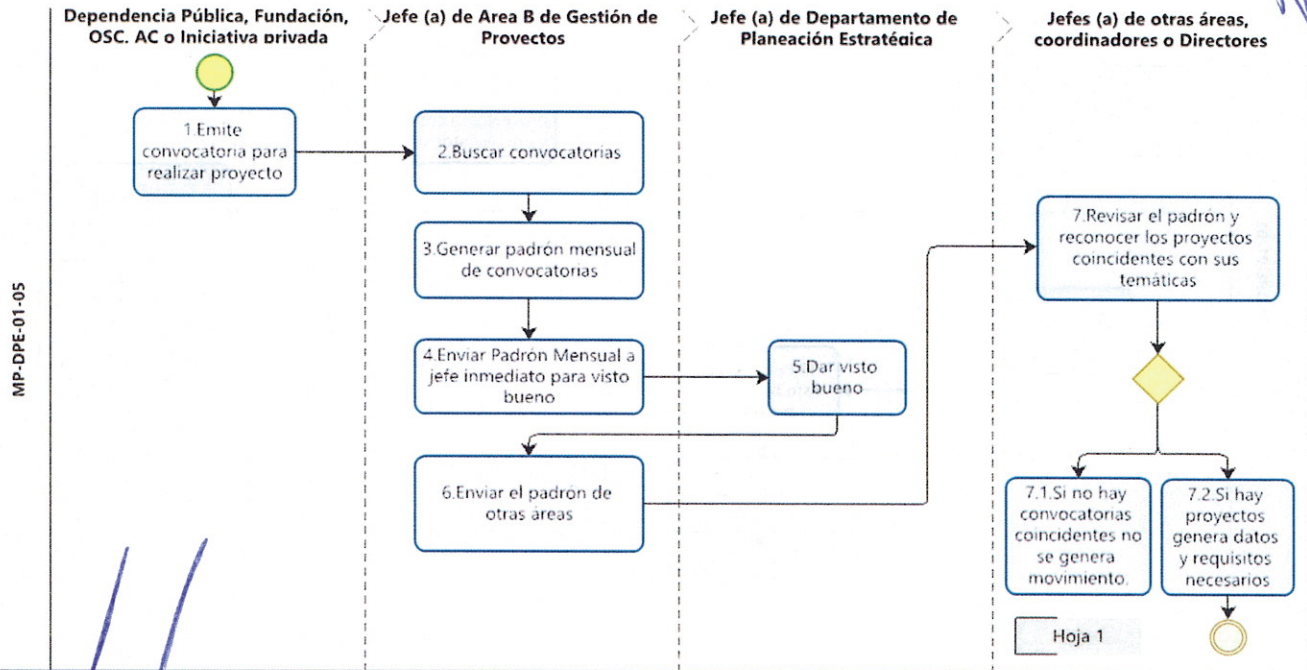 Dependencia Pública, Fundación,
OSC, AC o Iniciativa privada
Jefe (a) de Area B de Gestión de
Proyectos
Jefe (a) de Departamento de
Planeación Estratégica
Jefes (a) de otras áreas,
coordinadores o Directores
MP-DPE-01-05
1.Emite
convocatoria para
realizar proyecto
2.Buscar convocatorias
3.Generar padrón mensual
de convocatorias
4.Enviar Padrón Mensual a
jefe inmediato para visto
bueno
5.Dar visto
bueno
6.Enviar el padrón de
otras áreas
7.Revisar el padrón y
reconocer los proyectos
coincidentes con sus
temáticas
7.1.Si no hay
convocatorias
coincidentes no
se genera
movimiento.
7.2.Si hay
proyectos
genera datos
y requisitos
necesarios
Hoja 1